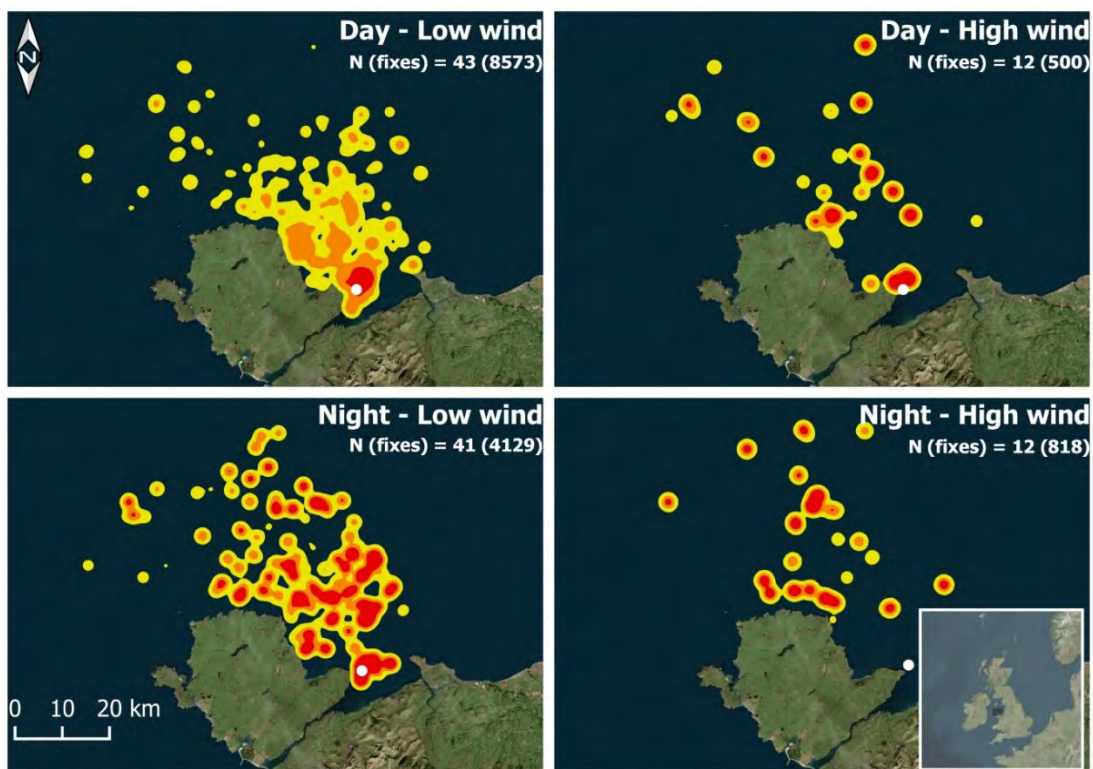 N
Day - Low wind
N (fixes) = 43 (8573)
Day - High wind
N (fixes) = 12 (500)
Night - Low wind
N (fixes) = 41 (4129)
Night - High wind
N (fixes) = 12 (818)
0 10 20 km